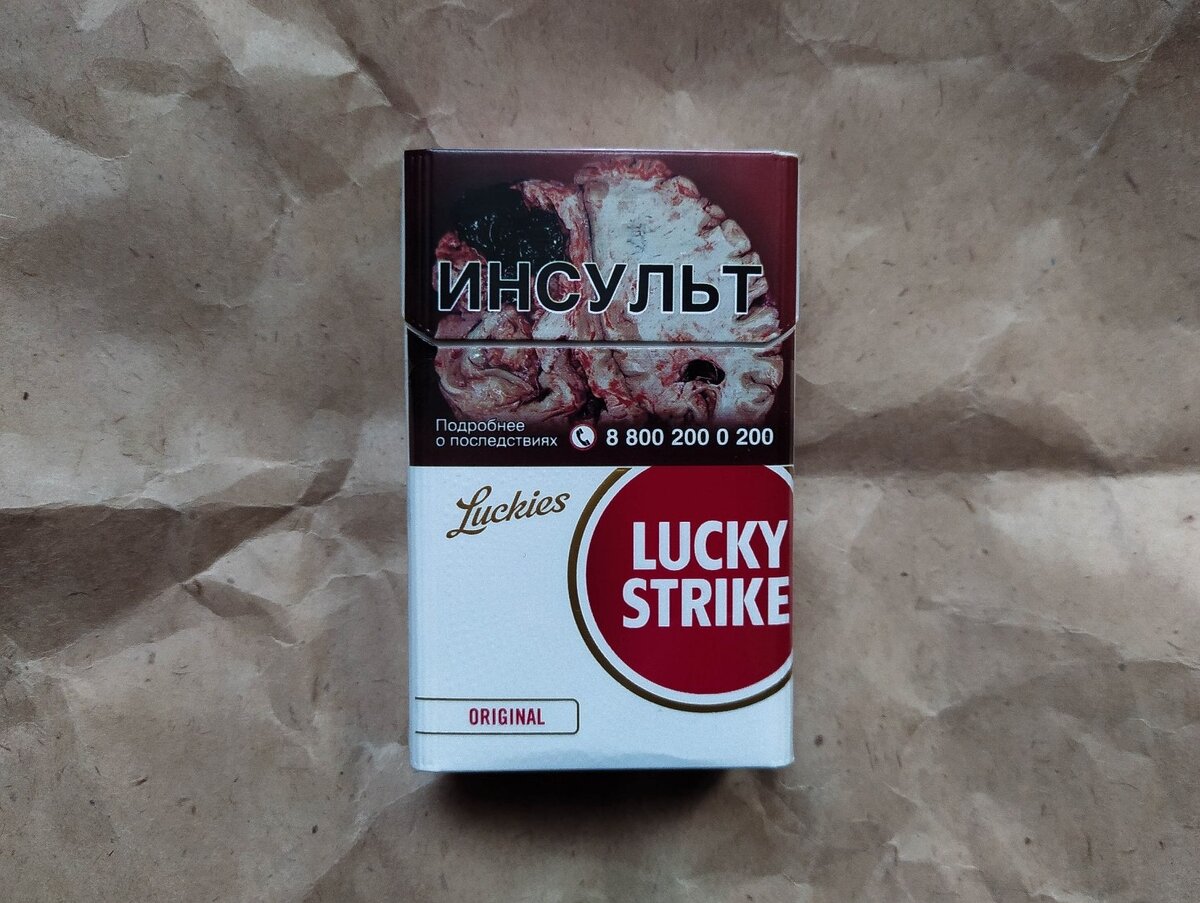 ИНСУЛЬТ
Подробнее
о последствиях
8 800 200 0 200
Luckies
LUCKY
STRIKE
ORIGINAL